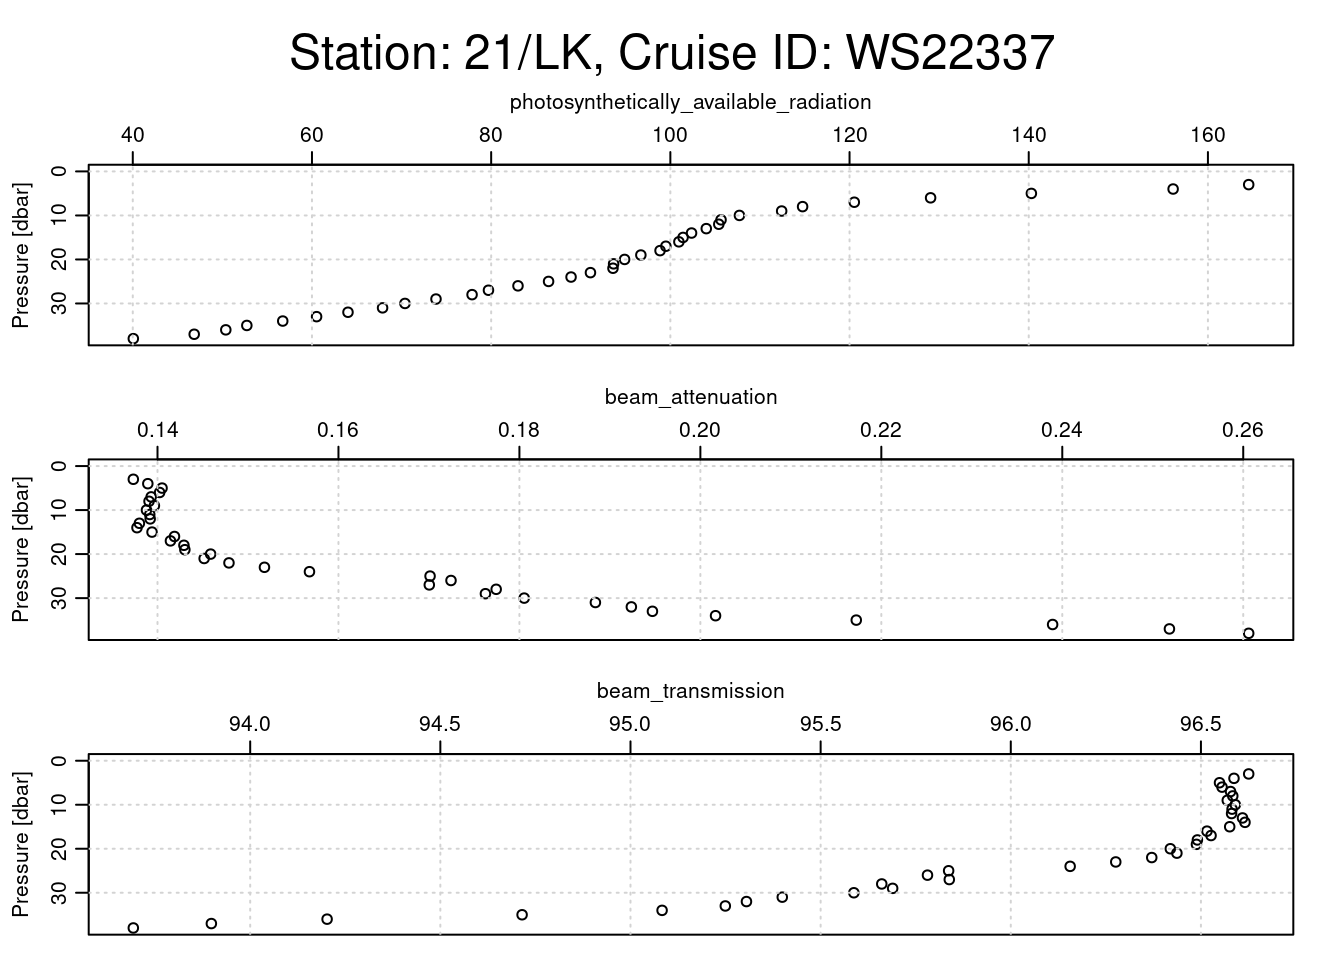 Station: 21/LK, Cruise ID: WS22337
photosynthetically_available_radiation
40 60 80 100 120 140 160
Pressure [dbar]
0
10
20
30
beam_attenuation
0.14 0.16 0.18 0.20 0.22 0.24 0.26
Pressure [dbar]
0
10
20
30
beam_transmission
94.0 94.5 95.0 95.5 96.0 96.5
Pressure [dbar]
0
10
20
30